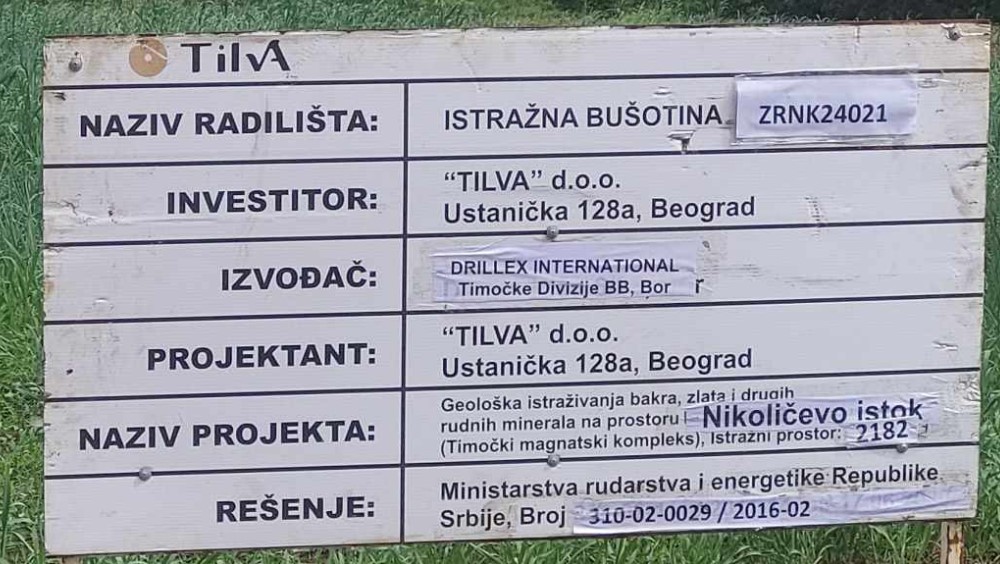 TilvA
NAZIV RADILIŠTA: ISTRAŽNA BUŠOTINA ZRNK24021
INVESTITOR: "TILVA" d.o.o.
Ustanička 128a, Beograd
IZVOĐAČ: DRILLEX INTERNATIONAL
Timočke Divizije BB, Bor r
PROJEKTANT: "TILVA" d.o.o.
Ustanička 128a, Beograd
NAZIV PROJEKTA: Geološka istraživanja bakra, zlata i drugih
rudnih minerala na prostoru Nikoličevo istok
(Timočki magnatski kompleks), Istražni prostor: 2182
REŠENJE: Ministarstva rudarstva i energetike Republike
Srbije, Broj 310-02-0029 / 2016-02